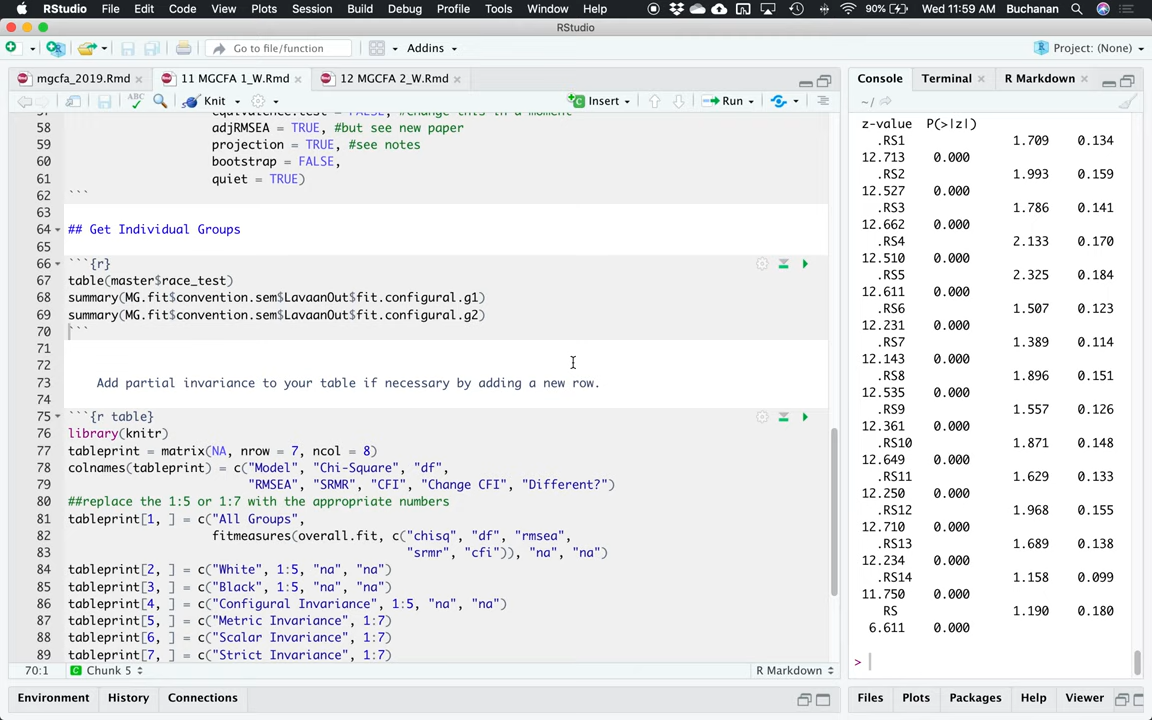 RStudio File Edit Code View Plots Session Build Debug Profile Tools Window Help 90% Wed 11:59 AM Buchanan
RStudio
Go to file/function Addins Project: (None)
mgcfa_2019.Rmd 11 MGCFA 1_W.Rmd 12 MGCFA 2_W.Rmd
ABC Knit Insert Run
58 adjRMSEA = TRUE, #but see new paper
59 projection = TRUE, #see notes
60 bootstrap = FALSE,
61 quiet = TRUE)
62 ```
63
64 ## Get Individual Groups
65
66 ```{r}
67 table(master$race_test)
68 summary(MG.fit$convention.sem$LavaanOut$fit.configural.g1)
69 summary(MG.fit$convention.sem$LavaanOut$fit.configural.g2)
70 ```
71
72
73 Add partial invariance to your table if necessary by adding a new row.
74
75 ```{r table}
76 library(knitr)
77 tableprint = matrix(NA, nrow = 7, ncol = 8)
78 colnames(tableprint) = c("Model", "Chi-Square", "df",
79 "RMSEA", "SRMR", "CFI", "Change CFI", "Different?")
80 ##replace the 1:5 or 1:7 with the appropriate numbers
81 tableprint[1, ] = c("All Groups",
82 fitmeasures(overall.fit, c("chisq", "df", "rmsea",
83 "srmr", "cfi")), "na", "na")
84 tableprint[2, ] = c("White", 1:5, "na", "na")
85 tableprint[3, ] = c("Black", 1:5, "na", "na")
86 tableprint[4, ] = c("Configural Invariance", 1:5, "na", "na")
87 tableprint[5, ] = c("Metric Invariance", 1:7)
88 tableprint[6, ] = c("Scalar Invariance", 1:7)
89 tableprint[7, ] = c("Strict Invariance", 1:7)
70:1 Chunk 5 R Markdown
Environment History Connections
Console Terminal R Markdown
~/
z-value P(>|z|)
.RS1 1.709 0.134
12.713 0.000
.RS2 1.993 0.159
12.527 0.000
.RS3 1.786 0.141
12.662 0.000
.RS4 2.133 0.170
12.510 0.000
.RS5 2.325 0.184
12.611 0.000
.RS6 1.507 0.123
12.231 0.000
.RS7 1.389 0.114
12.143 0.000
.RS8 1.896 0.151
12.535 0.000
.RS9 1.557 0.126
12.361 0.000
.RS10 1.871 0.148
12.649 0.000
.RS11 1.629 0.133
12.250 0.000
.RS12 1.968 0.155
12.710 0.000
.RS13 1.689 0.138
12.234 0.000
.RS14 1.158 0.099
11.750 0.000
RS 1.190 0.180
6.611 0.000
>
Files Plots Packages Help Viewer